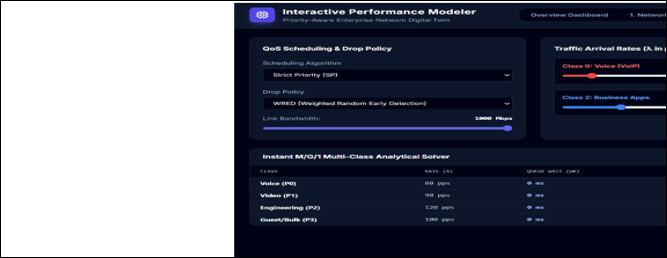 Interactive Performance Modeler
Priority-Aware Enterprise Network Digital Twin
Overview Dashboard
1. Network
QoS Scheduling & Drop Policy
Scheduling Algorithm
Strict Priority (SP)
Drop Policy
WRED (Weighted Random Early Detection)
Link Bandwidth:
1000 Mbps
Traffic Arrival Rates (λ in p
Class 0: Voice (VoIP)
Class 2: Business Apps
Instant M/G/1 Multi-Class Analytical Solver
CLASS RATE (Λ) QUEUE WAIT (WK)
Voice (P0) 60 pps 0 ms
Video (P1) 90 pps 0 ms
Engineering (P2) 120 pps 0 ms
Guest/Bulk (P3) 100 pps 0 ms